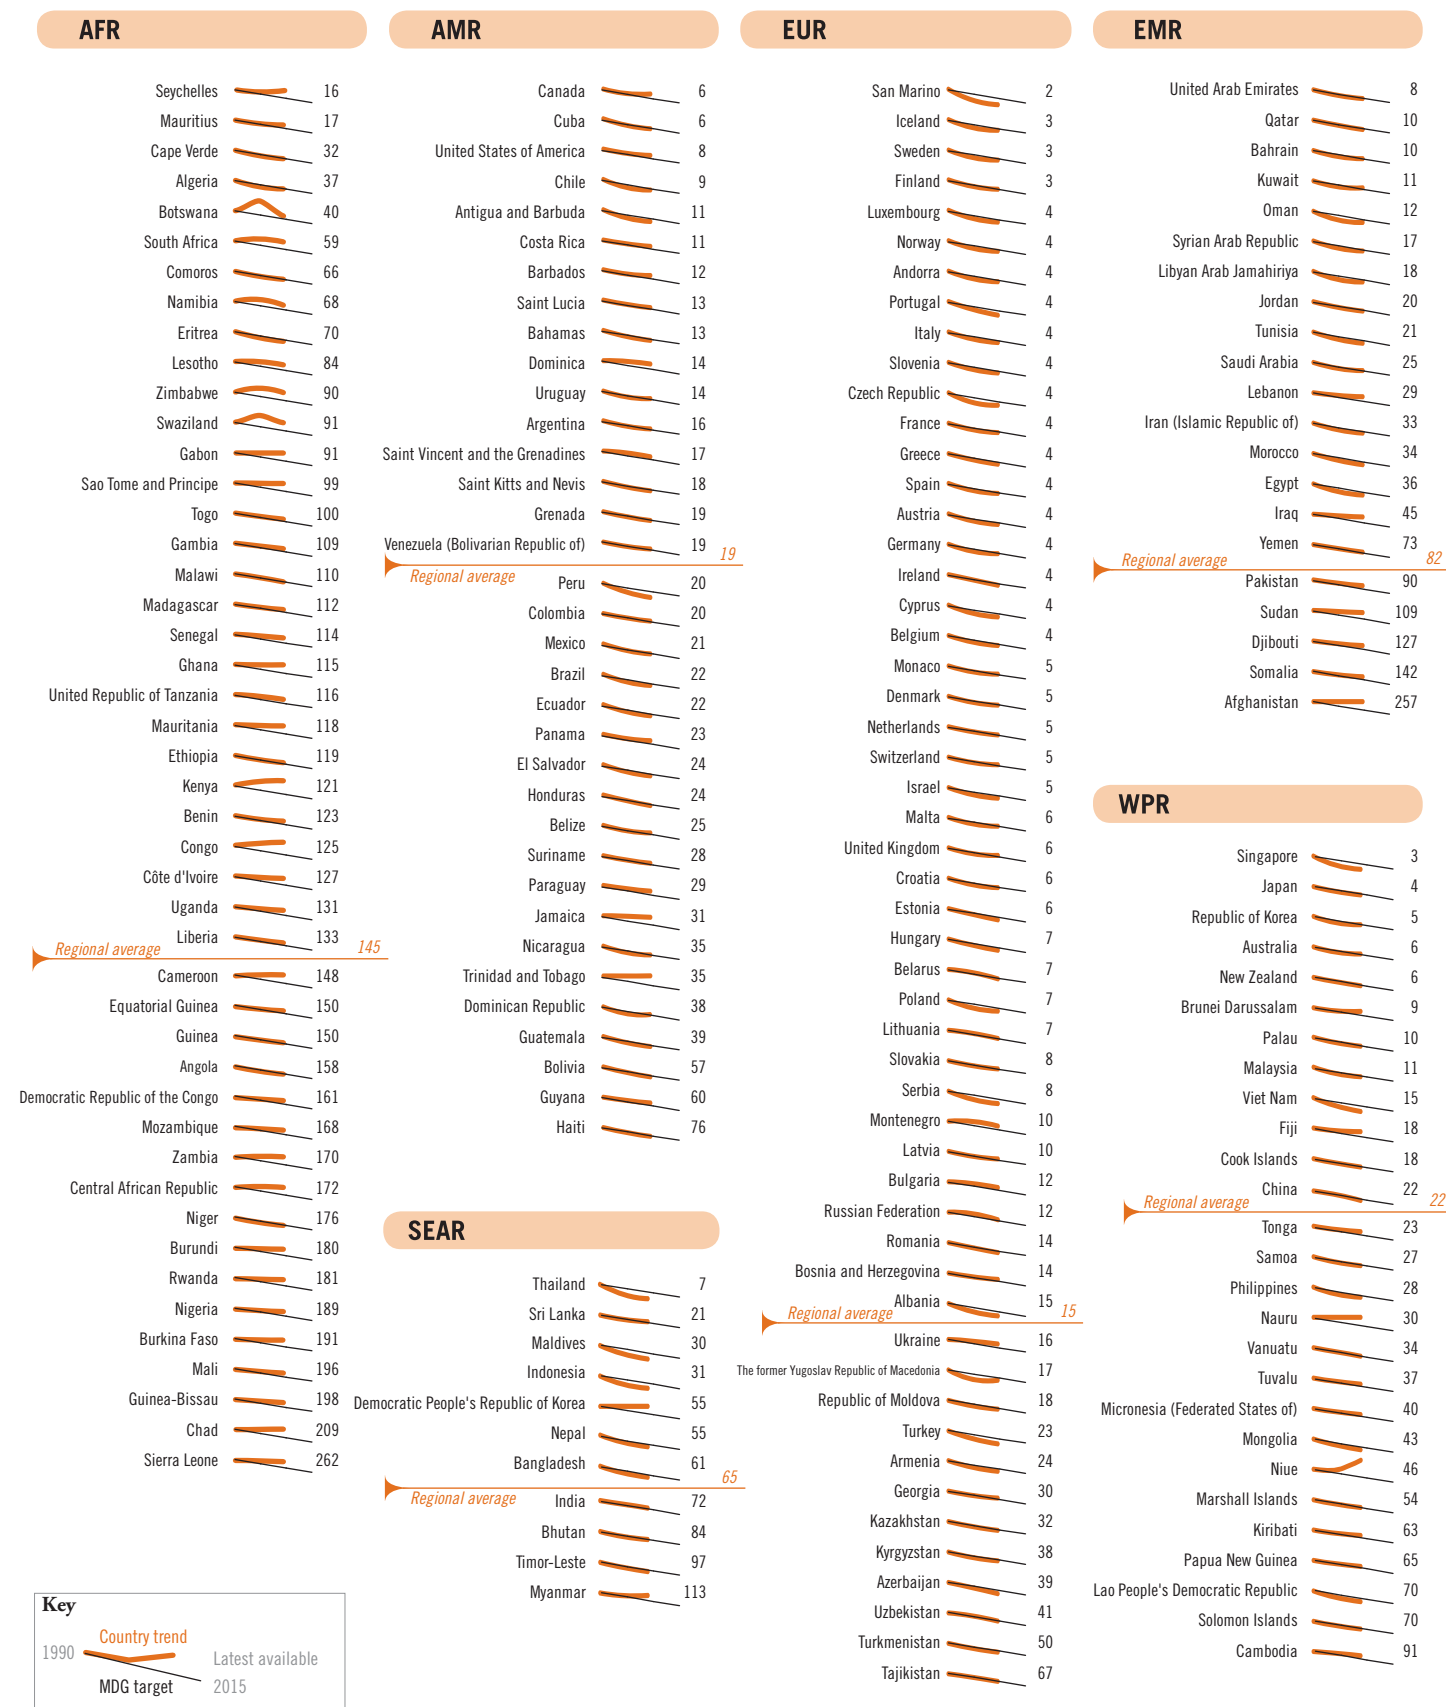 AFR
Seychelles 16
Mauritius 17
Cape Verde 32
Algeria 37
Botswana 40
South Africa 59
Comoros 66
Namibia 68
Eritrea 70
Lesotho 84
Zimbabwe 90
Swaziland 91
Gabon 91
Sao Tome and Principe 99
Togo 100
Gambia 109
Malawi 110
Madagascar 112
Senegal 114
Ghana 115
United Republic of Tanzania 116
Mauritania 118
Ethiopia 119
Kenya 121
Benin 123
Congo 125
Côte d'Ivoire 127
Uganda 131
Liberia 133
Regional average 145
Cameroon 148
Equatorial Guinea 150
Guinea 150
Angola 158
Democratic Republic of the Congo 161
Mozambique 168
Zambia 170
Central African Republic 172
Niger 176
Burundi 180
Rwanda 181
Nigeria 189
Burkina Faso 191
Mali 196
Guinea-Bissau 198
Chad 209
Sierra Leone 262
Key
Country trend
1990
Latest available
MDG target 2015
AMR
Canada 6
Cuba 6
United States of America 8
Chile 9
Antigua and Barbuda 11
Costa Rica 11
Barbados 12
Saint Lucia 13
Bahamas 13
Dominica 14
Uruguay 14
Argentina 16
Saint Vincent and the Grenadines 17
Saint Kitts and Nevis 18
Grenada 19
Venezuela (Bolivarian Republic of) 19
Regional average 19
Peru 20
Colombia 20
Mexico 21
Brazil 22
Ecuador 22
Panama 23
El Salvador 24
Honduras 24
Belize 25
Suriname 28
Paraguay 29
Jamaica 31
Nicaragua 35
Trinidad and Tobago 35
Dominican Republic 38
Guatemala 39
Bolivia 57
Guyana 60
Haiti 76
SEAR
Thailand 7
Sri Lanka 21
Maldives 30
Indonesia 31
Democratic People's Republic of Korea 55
Nepal 55
Bangladesh 61
Regional average 65
India 72
Bhutan 84
Timor-Leste 97
Myanmar 113
EUR
San Marino 2
Iceland 3
Sweden 3
Finland 3
Luxembourg 4
Norway 4
Andorra 4
Portugal 4
Italy 4
Slovenia 4
Czech Republic 4
France 4
Greece 4
Spain 4
Austria 4
Germany 4
Ireland 4
Cyprus 4
Belgium 4
Monaco 5
Denmark 5
Netherlands 5
Switzerland 5
Israel 5
Malta 6
United Kingdom 6
Croatia 6
Estonia 6
Hungary 7
Belarus 7
Poland 7
Lithuania 7
Slovakia 8
Serbia 8
Montenegro 10
Latvia 10
Bulgaria 12
Russian Federation 12
Romania 14
Bosnia and Herzegovina 14
Albania 15
Regional average 15
Ukraine 16
The former Yugoslav Republic of Macedonia 17
Republic of Moldova 18
Turkey 23
Armenia 24
Georgia 30
Kazakhstan 32
Kyrgyzstan 38
Azerbaijan 39
Uzbekistan 41
Turkmenistan 50
Tajikistan 67
EMR
United Arab Emirates 8
Qatar 10
Bahrain 10
Kuwait 11
Oman 12
Syrian Arab Republic 17
Libyan Arab Jamahiriya 18
Jordan 20
Tunisia 21
Saudi Arabia 25
Lebanon 29
Iran (Islamic Republic of) 33
Morocco 34
Egypt 36
Iraq 45
Yemen 73
Regional average 82
Pakistan 90
Sudan 109
Djibouti 127
Somalia 142
Afghanistan 257
WPR
Singapore 3
Japan 4
Republic of Korea 5
Australia 6
New Zealand 6
Brunei Darussalam 9
Palau 10
Malaysia 11
Viet Nam 15
Fiji 18
Cook Islands 18
China 22
Regional average 22
Tonga 23
Samoa 27
Philippines 28
Nauru 30
Vanuatu 34
Tuvalu 37
Micronesia (Federated States of) 40
Mongolia 43
Niue 46
Marshall Islands 54
Kiribati 63
Papua New Guinea 65
Lao People's Democratic Republic 70
Solomon Islands 70
Cambodia 91